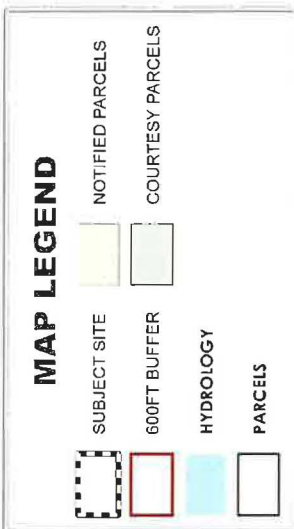 MAP LEGEND
SUBJECT SITE
600FT BUFFER
HYDROLOGY
PARCELS
NOTIFIED PARCELS
COURTESY PARCELS